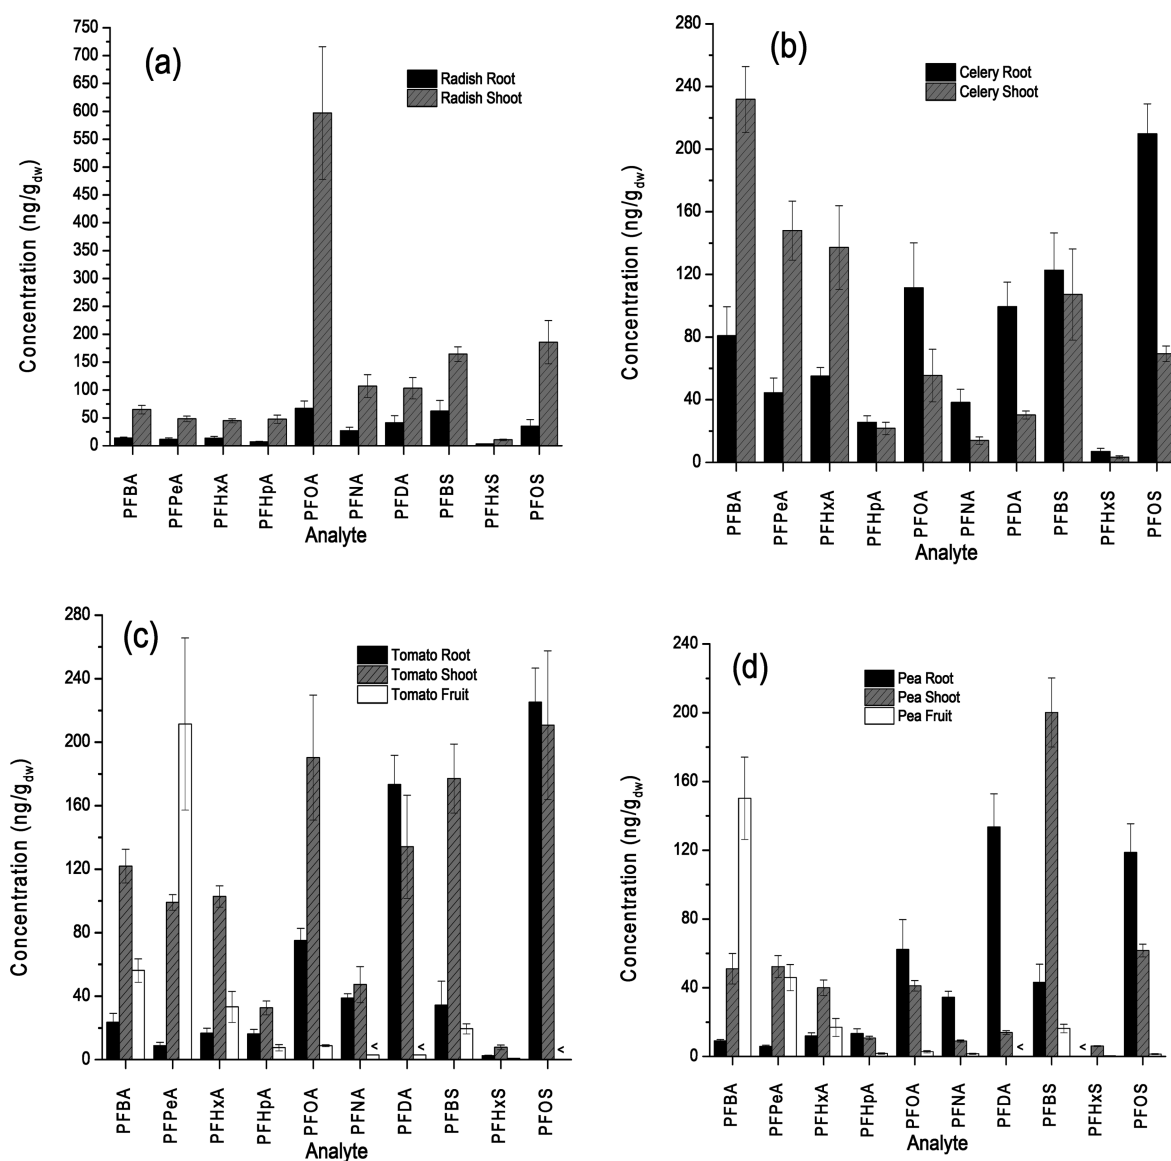 (a)
Radish Root
Radish Shoot
Concentration (ng/g_dw)
750
700
650
600
550
500
450
400
350
300
250
200
150
100
50
0
PFBA PFPeA PFHxA PFHpA PFOA PFNA PFDA PFBS PFHxS PFOS
Analyte
(b)
Celery Root
Celery Shoot
Concentration (ng/g_dw)
280
240
200
160
120
80
40
0
PFBA PFPeA PFHxA PFHpA PFOA PFNA PFDA PFBS PFHxS PFOS
Analyte
(c)
Tomato Root
Tomato Shoot
Tomato Fruit
Concentration (ng/g_dw)
280
240
200
160
120
80
40
0
< < <
PFBA PFPeA PFHxA PFHpA PFOA PFNA PFDA PFBS PFHxS PFOS
Analyte
(d)
Pea Root
Pea Shoot
Pea Fruit
Concentration (ng/g_dw)
240
200
160
120
80
40
0
< <
PFBA PFPeA PFHxA PFHpA PFOA PFNA PFDA PFBS PFHxS PFOS
Analyte